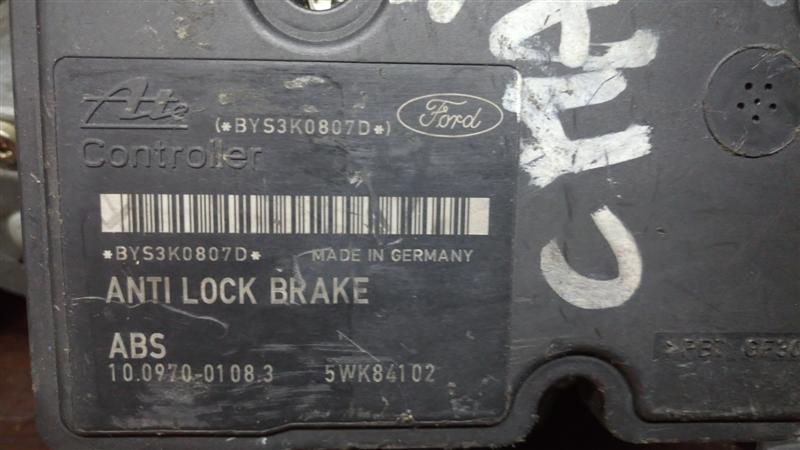 Ate
(*BYS3K0807D*)
Ford
Controller
*BYS3K0807D*
MADE IN GERMANY
ANTI LOCK BRAKE
ABS
10.0970-0108.3 5WK84102